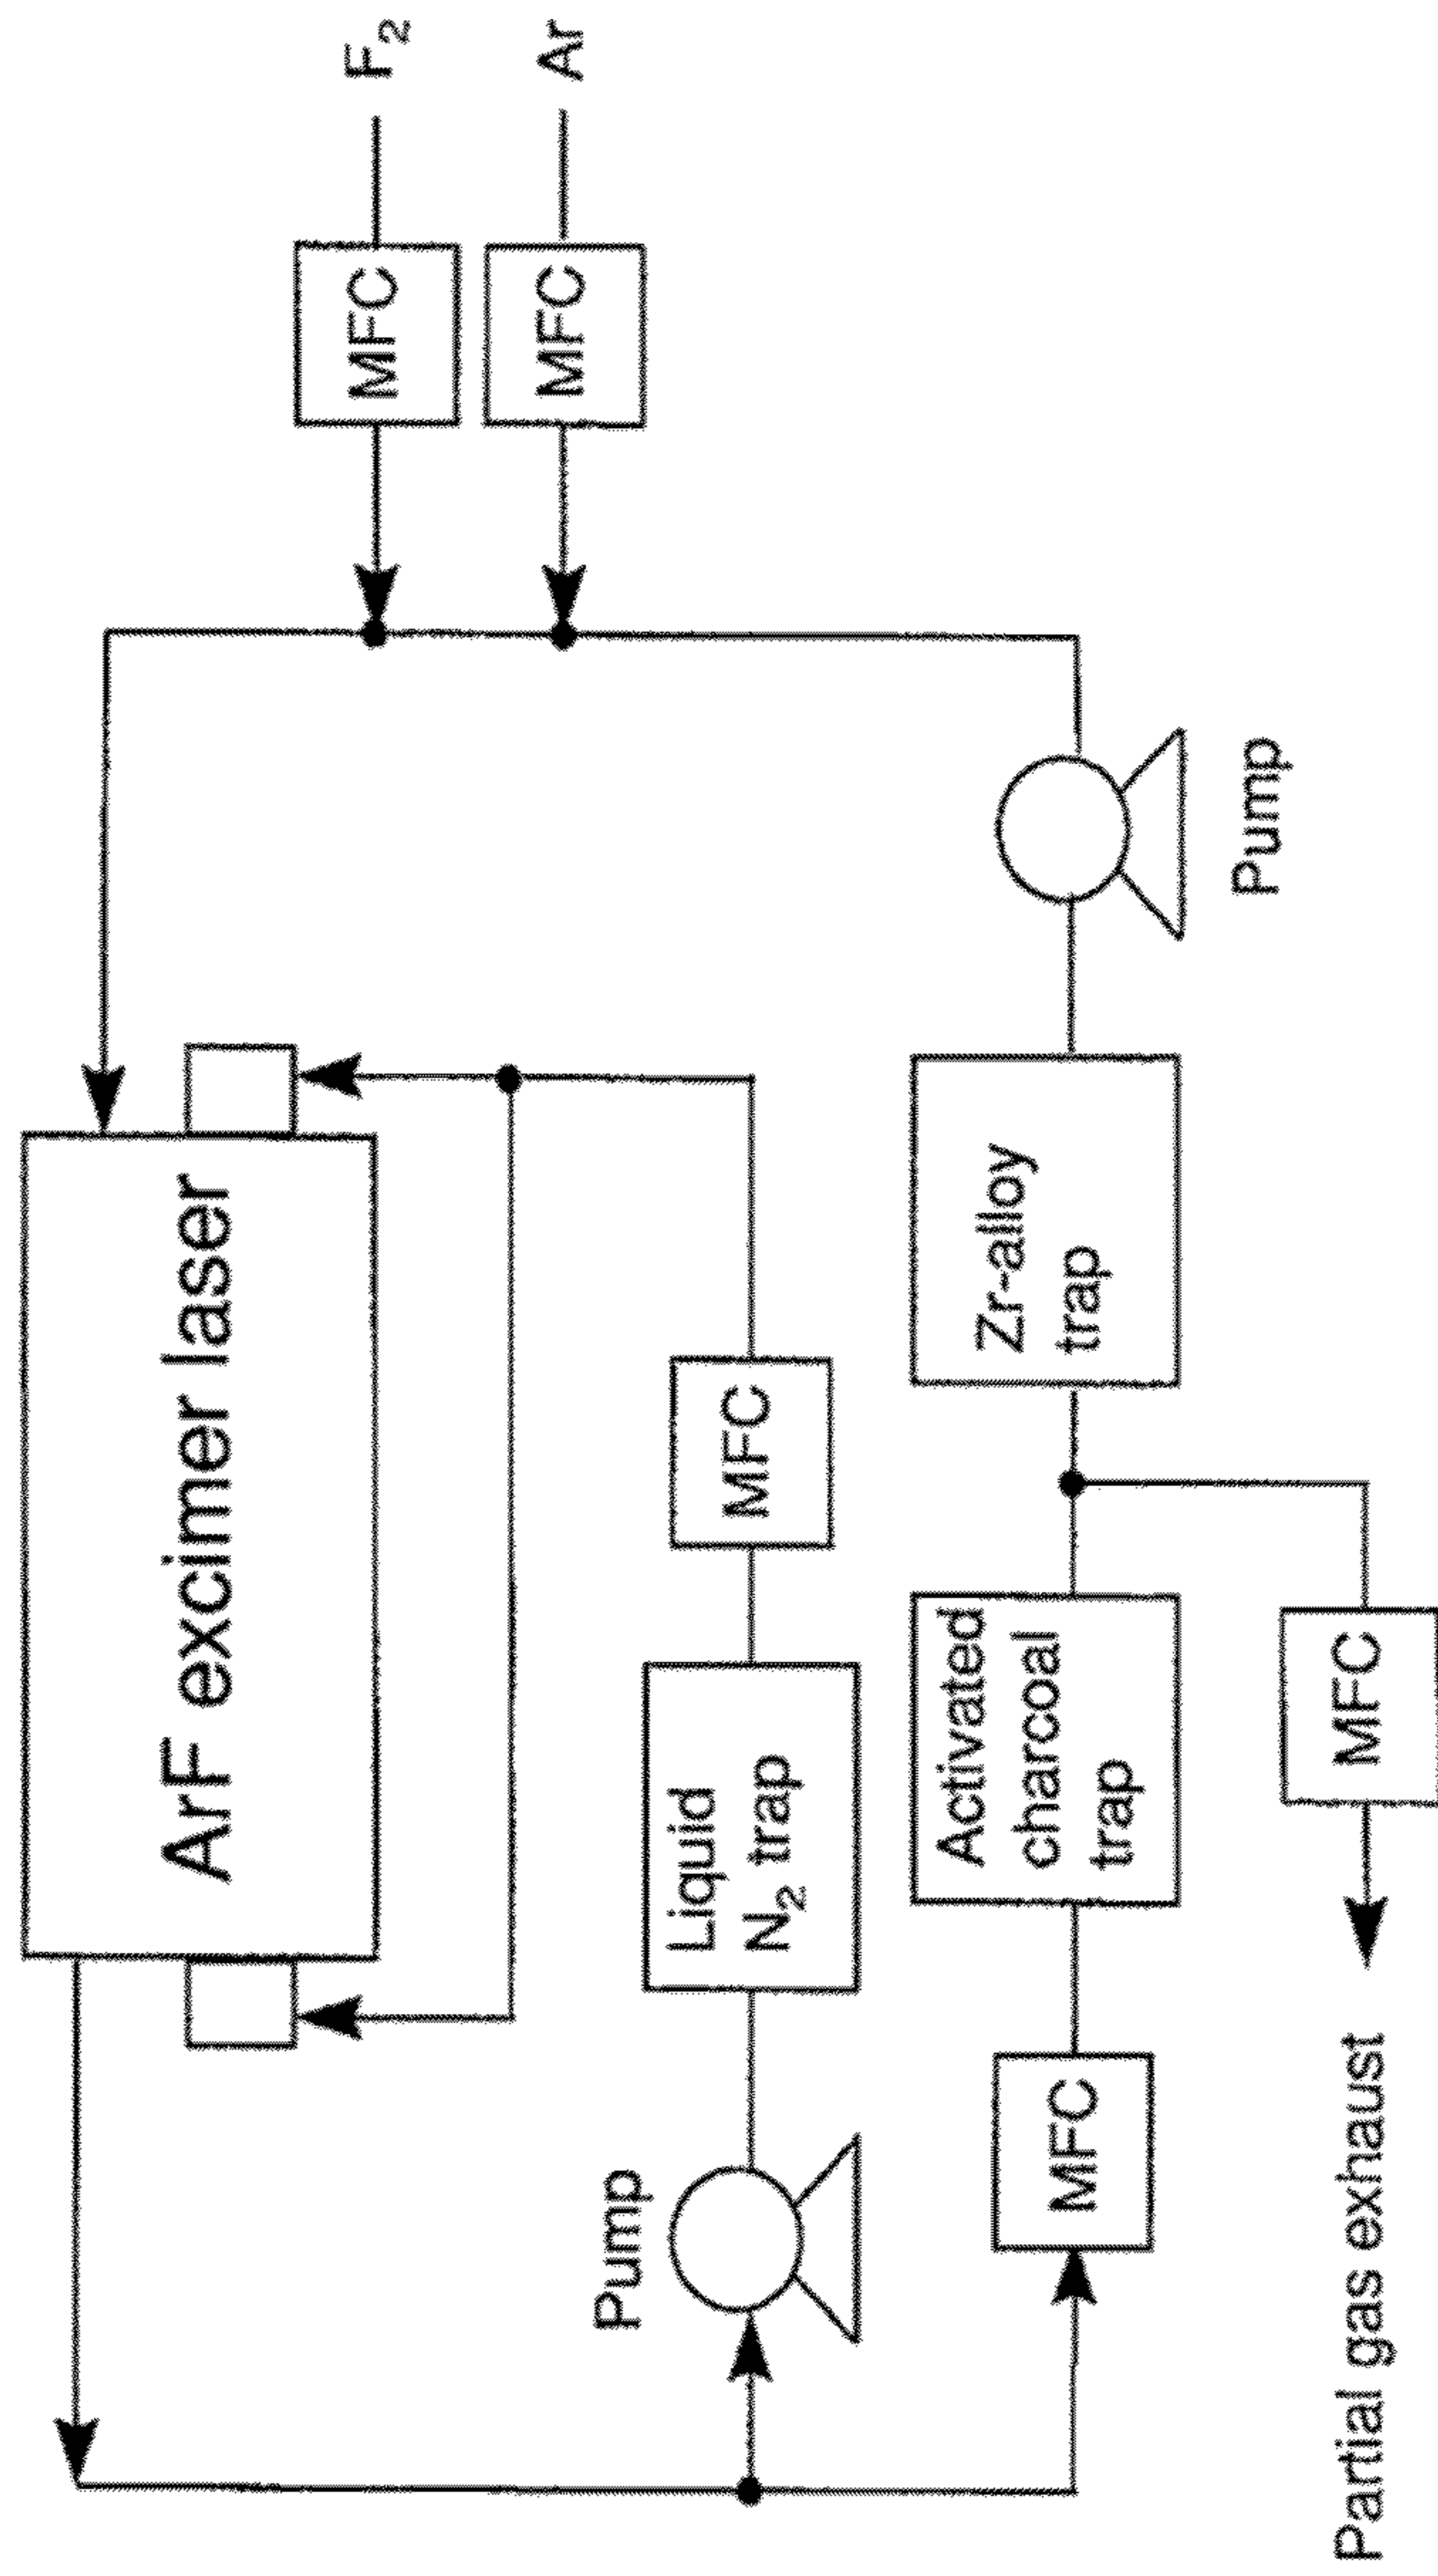 ArF excimer laser
Pump
Liquid
N₂ trap
MFC
MFC
Activated
charcoal
trap
Zr-alloy
trap
Pump
MFC
F₂
MFC
Ar
Partial gas exhaust
MFC